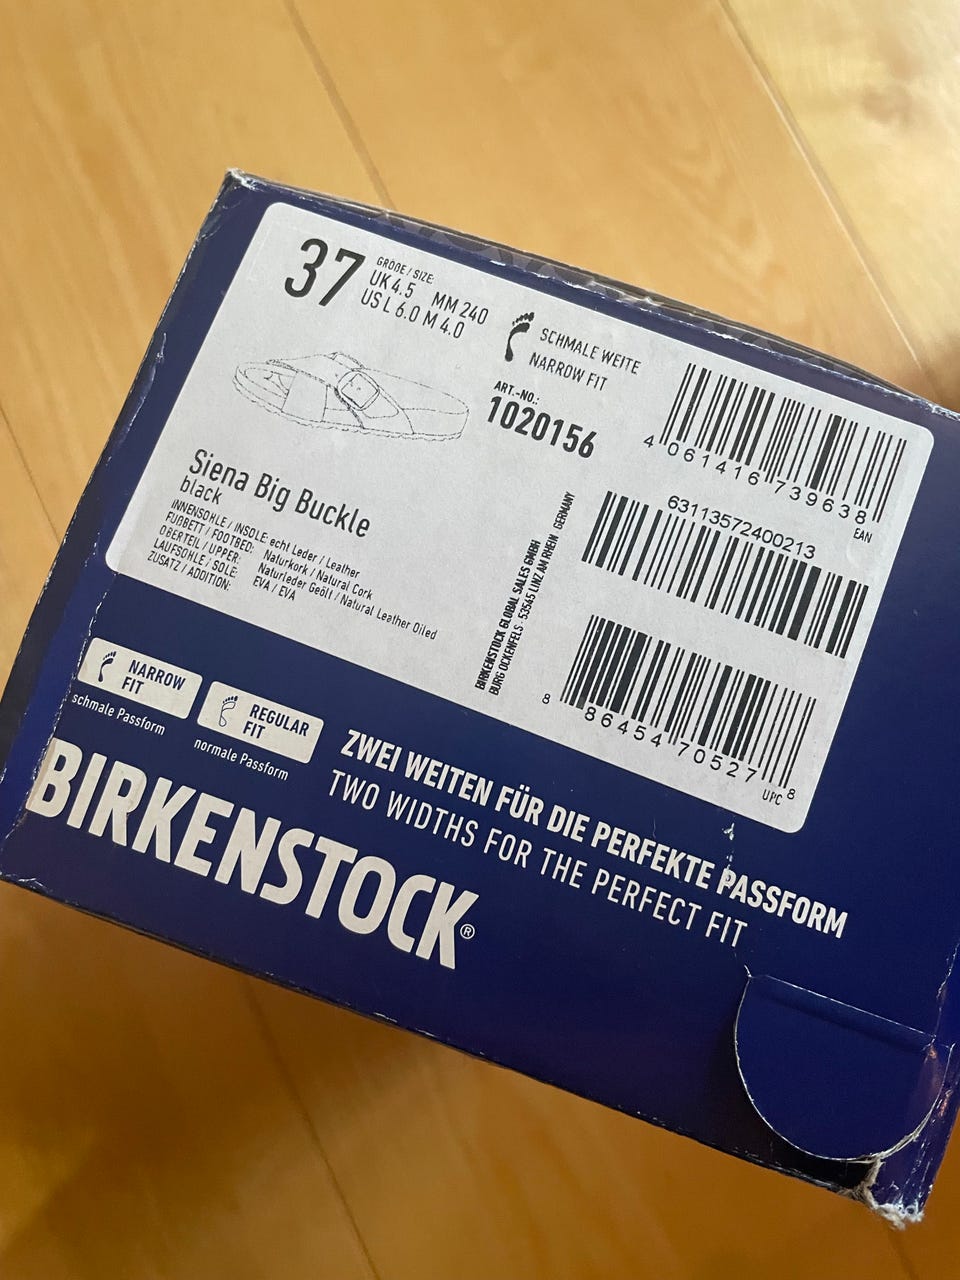 37
GRÖßE / SIZE:
UK 4.5 MM 240
US L 6.0 M 4.0
SCHMALE WEITE
NARROW FIT
ART.-NO.:
1020156
4 061416 739638
EAN
63113572400213
8 86454 70527 8
UPC
Siena Big Buckle
black
INNENSOHLE / INSOLE: echt Leder / Leather
FUßBETT / FOOTBED: Naturkork / Natural Cork
OBERTEIL / UPPER: Naturleder Geölt / Natural Leather Oiled
LAUFSOHLE / SOLE: EVA / EVA
ZUSATZ / ADDITION:
BIRKENSTOCK GLOBAL SALES GMBH
BURG OCKENFELS · 53545 LINZ AM RHEIN GERMANY
NARROW
FIT
schmale Passform
REGULAR
FIT
normale Passform
ZWEI WEITEN FÜR DIE PERFEKTE PASSFORM
TWO WIDTHS FOR THE PERFECT FIT
BIRKENSTOCK®